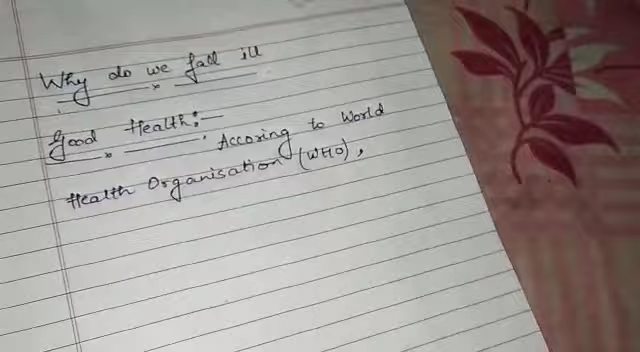 Why do we fall ill
Good Health:-
Accoring to World
Health Organisation (WHO),